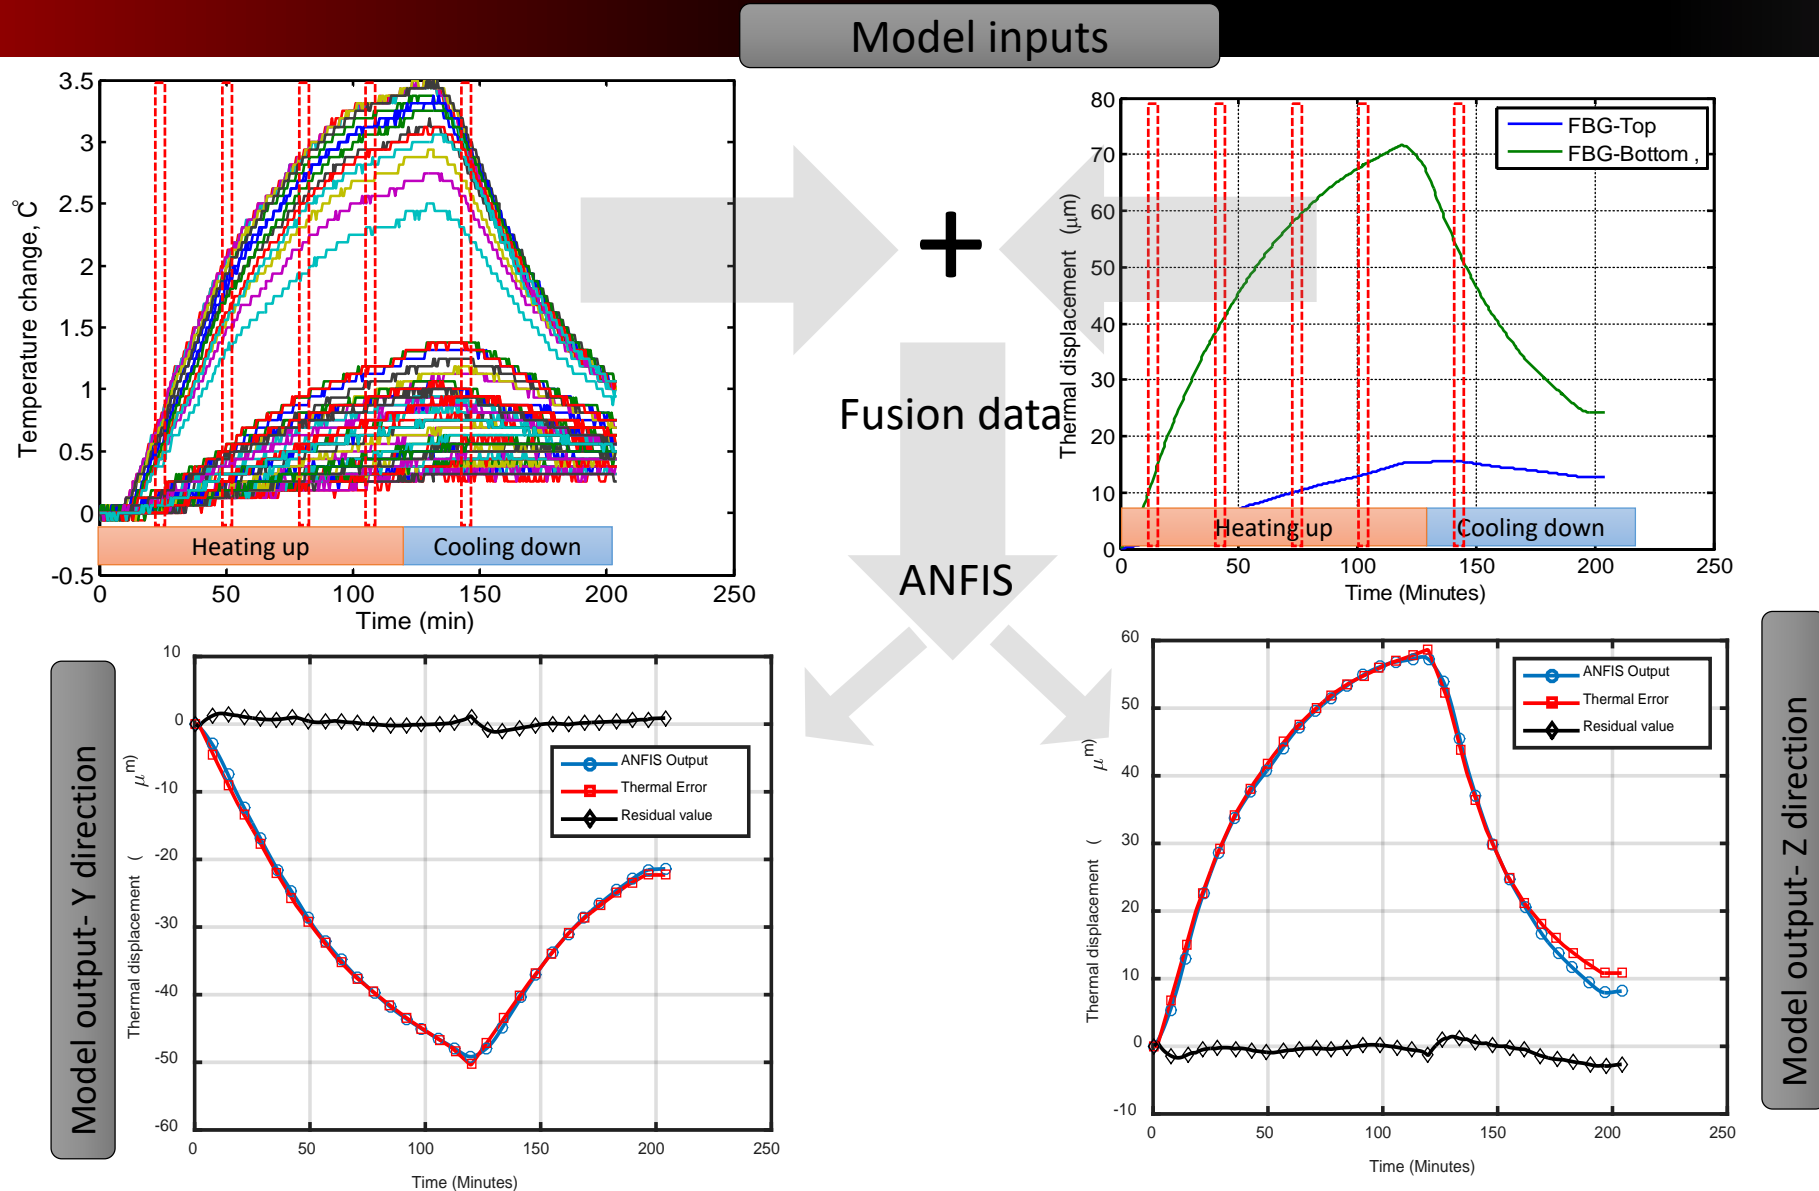 Model inputs
3.5
3
2.5
2
1.5
1
0.5
0
-0.5
Temperature change, C°
Heating up
Cooling down
0
50
100
150
200
250
Time (min)
+
Fusion data
ANFIS
80
70
60
50
40
30
20
10
0
Thermal displacement (μm)
FBG-Top
FBG-Bottom ,
Heating up
Cooling down
0
50
100
150
200
250
Time (Minutes)
Model output- Y direction
10
0
-10
-20
-30
-40
-50
-60
Thermal displacement ( μm)
ANFIS Output
Thermal Error
Residual value
0
50
100
150
200
250
Time (Minutes)
60
50
40
30
20
10
0
-10
Thermal displacement ( μm)
ANFIS Output
Thermal Error
Residual value
0
50
100
150
200
250
Time (Minutes)
Model output- Z direction